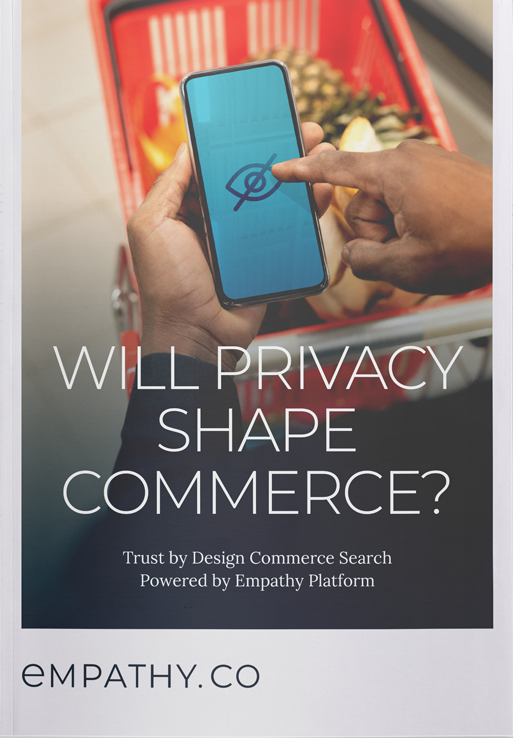 WILL PRIVACY
SHAPE
COMMERCE?
Trust by Design Commerce Search
Powered by Empathy Platform
eMPATHY.CO